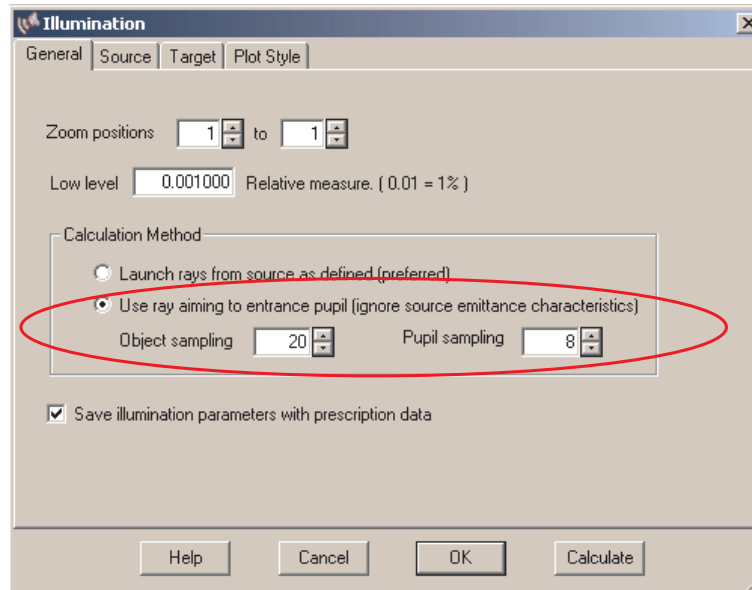 Illumination
General Source Target Plot Style
Zoom positions 1 to 1
Low level 0.001000 Relative measure. ( 0.01 = 1% )
Calculation Method
Launch rays from source as defined (preferred)
Use ray aiming to entrance pupil (ignore source emittance characteristics)
Object sampling 20 Pupil sampling 8
Save illumination parameters with prescription data
Help Cancel OK Calculate